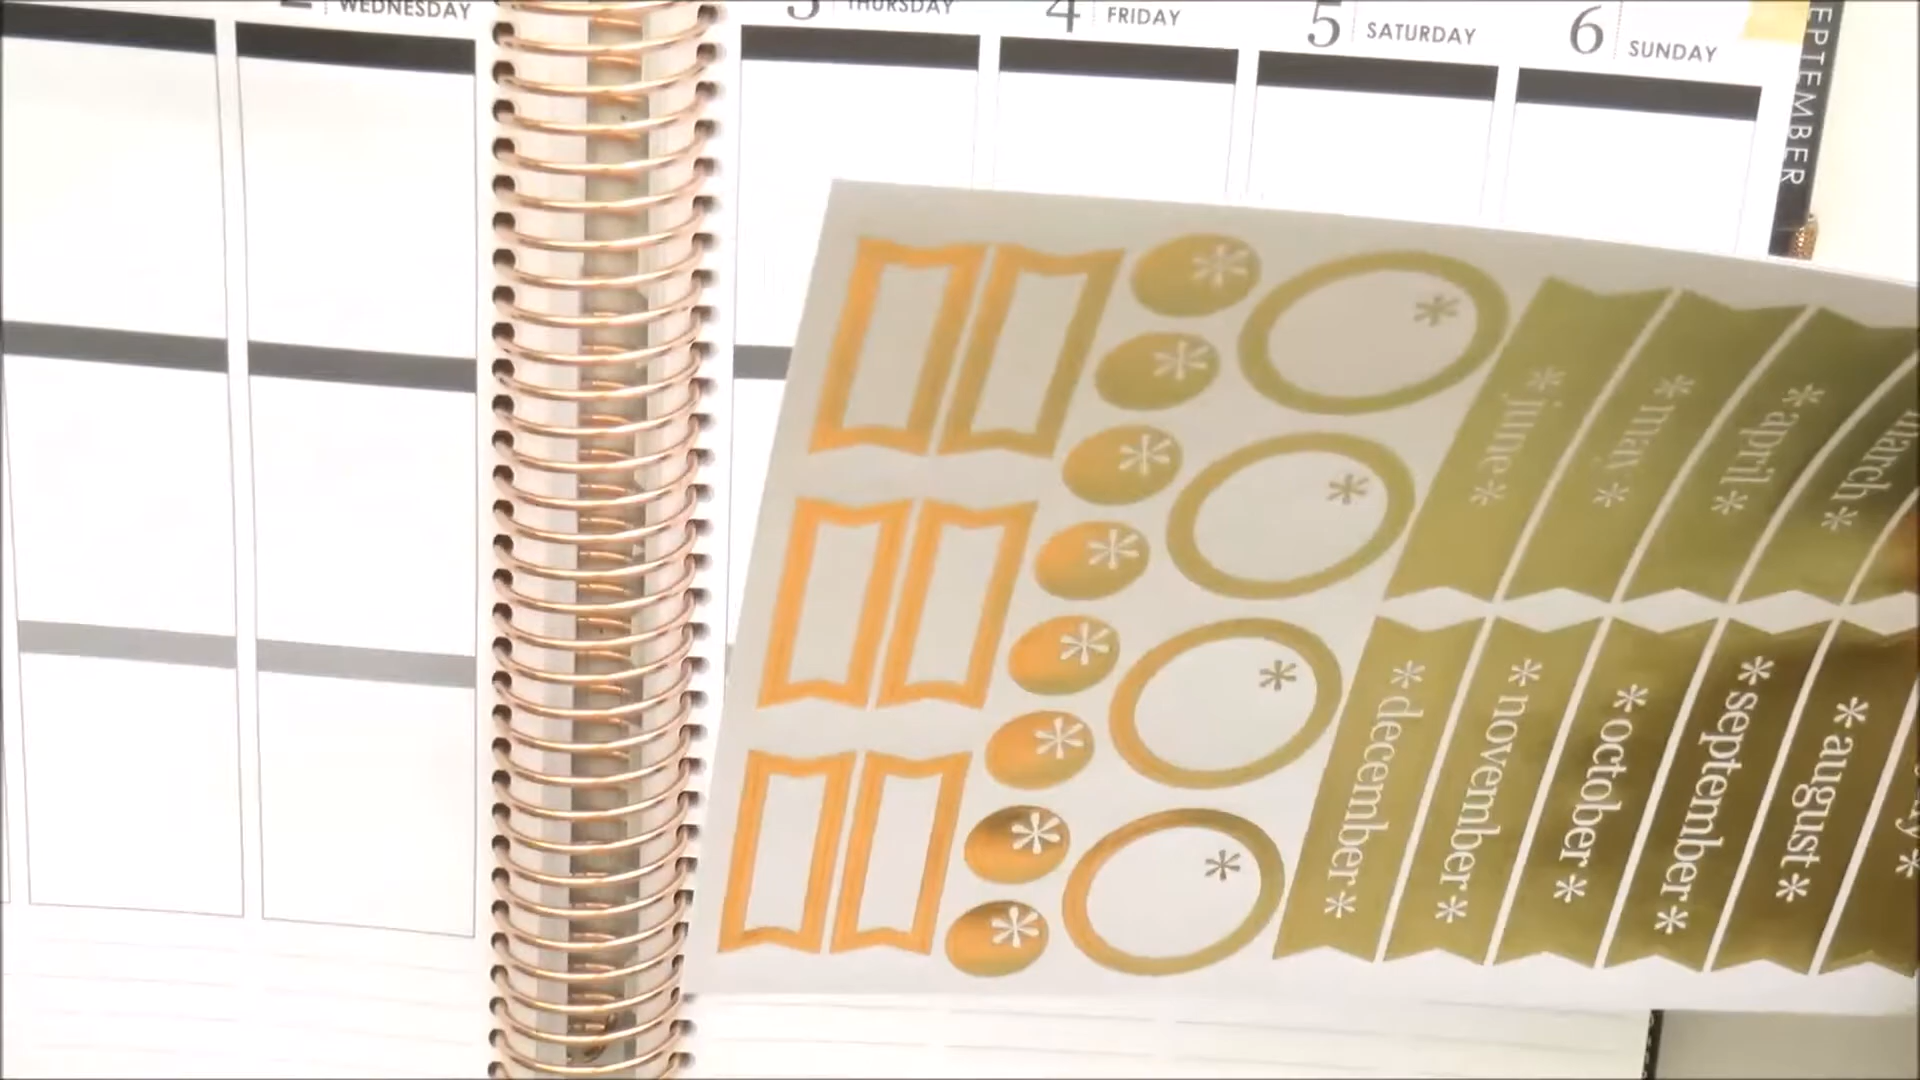 2 WEDNESDAY
3 THURSDAY
4 FRIDAY
5 SATURDAY
6 SUNDAY
EPTEMBER
*june*
*may*
*april*
march*
*december*
*november*
*october*
*september*
*august*